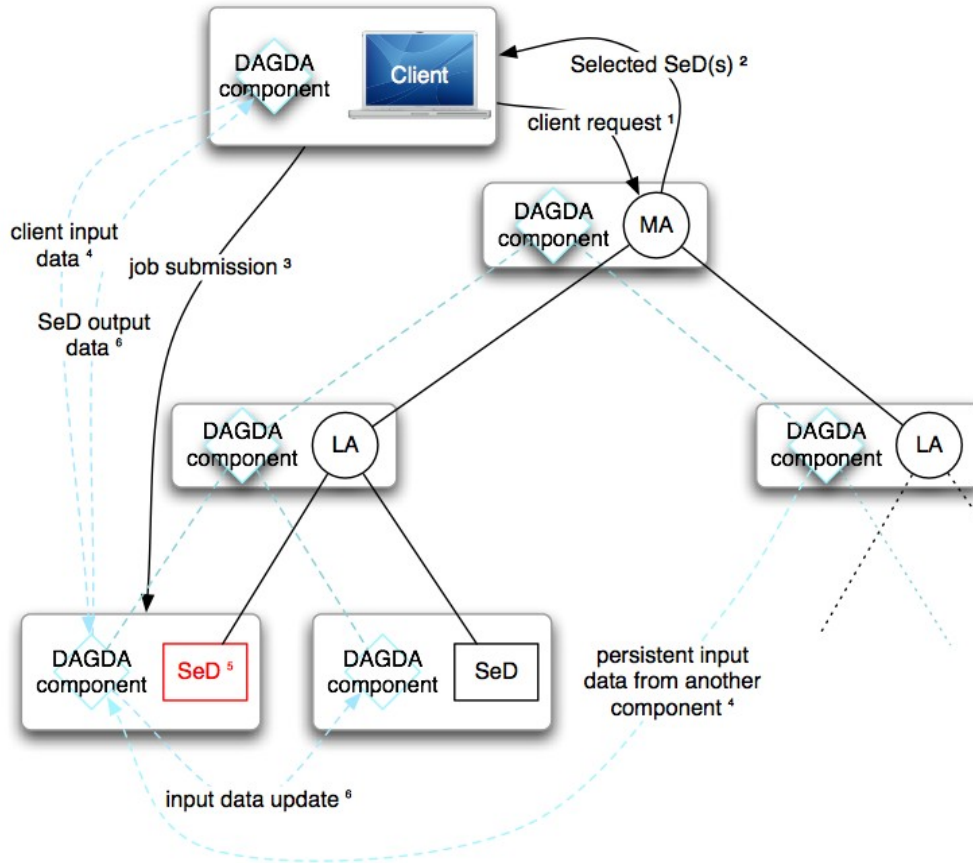 DAGDA
component
Client
Selected SeD(s) ²
client request ¹
DAGDA
component
MA
client input
data ⁴
job submission ³
SeD output
data ⁶
DAGDA
component
LA
DAGDA
component
LA
DAGDA
component
SeD ⁵
DAGDA
component
SeD
persistent input
data from another
component ⁴
input data update ⁶